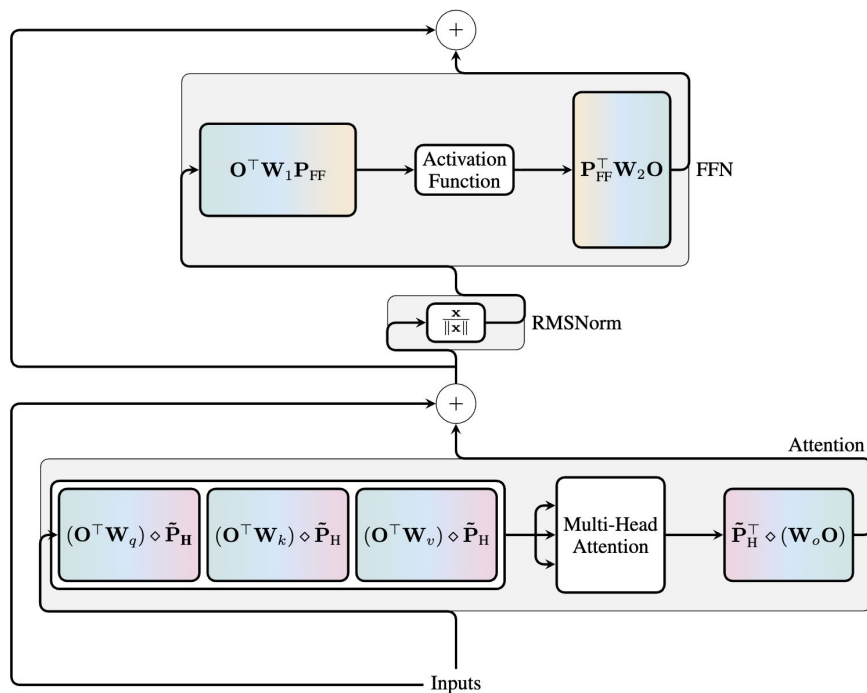 +
O⊤W₁P_FF
Activation
Function
P⊤_FF W₂O
FFN
x
‖x‖
RMSNorm
+
Attention
(O⊤W_q) ⋄ P̃_H
(O⊤W_k) ⋄ P̃_H
(O⊤W_v) ⋄ P̃_H
Multi-Head
Attention
P̃⊤_H ⋄ (W_oO)
Inputs